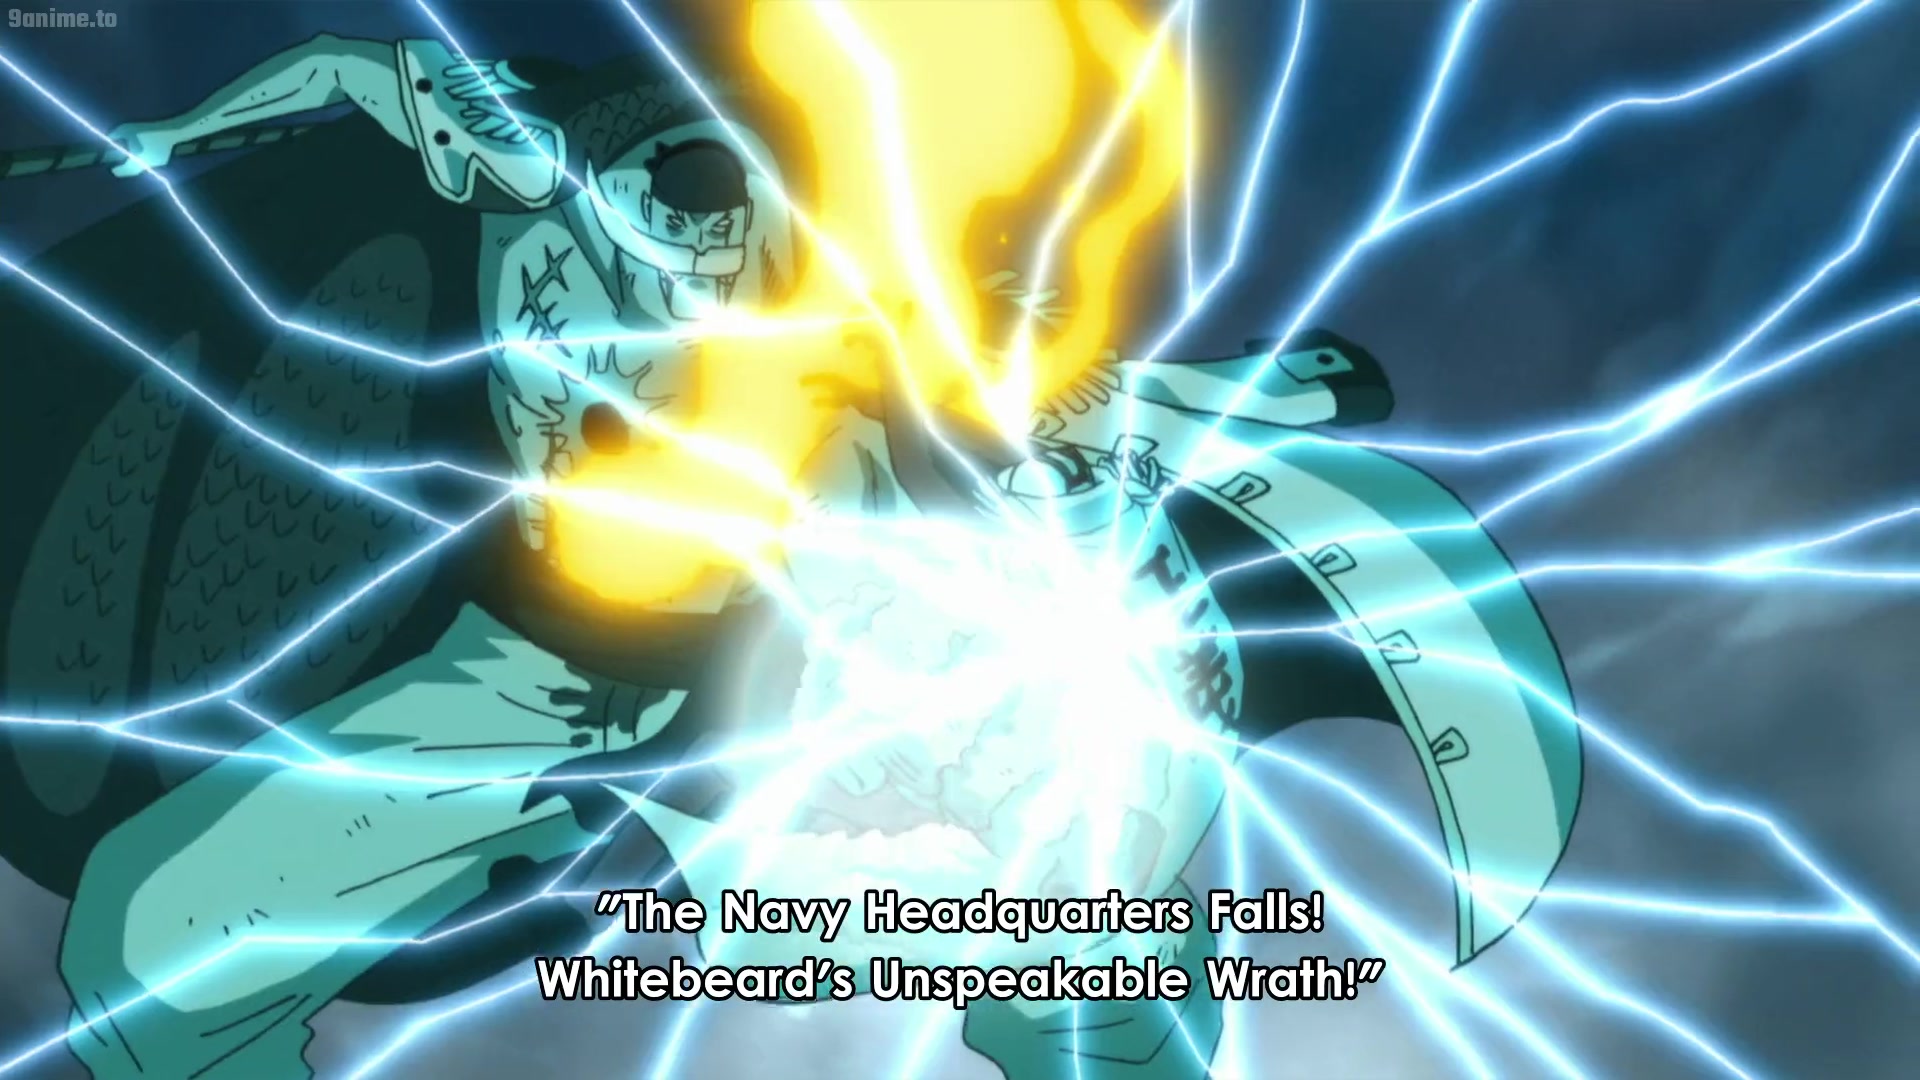 9anime.to
"The Navy Headquarters Falls!
Whitebeard's Unspeakable Wrath!"